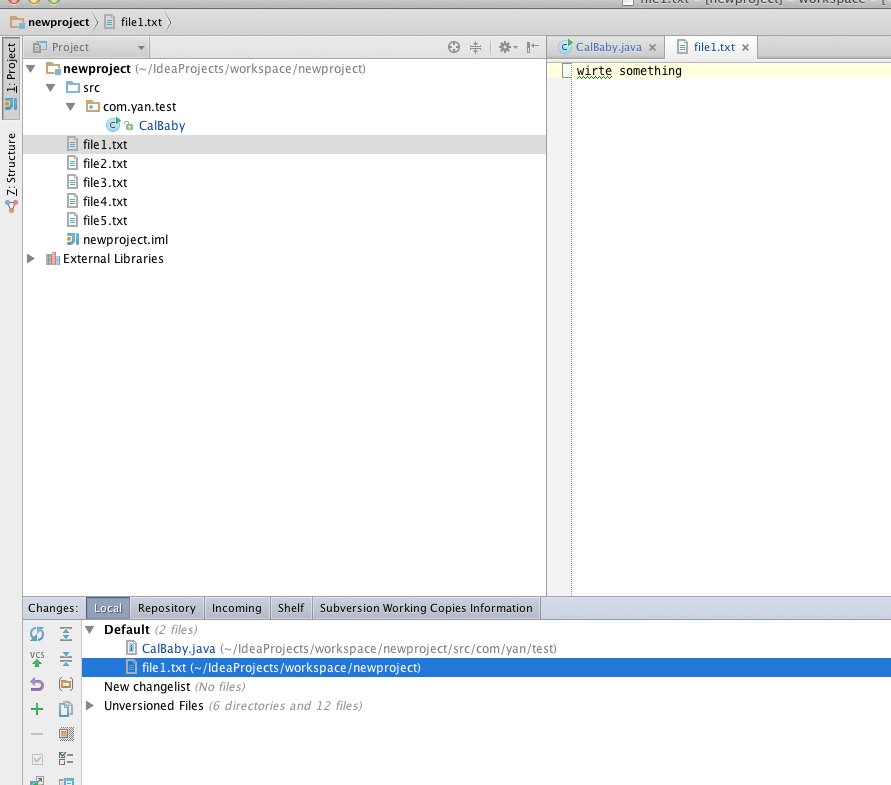 file1.txt - [newproject] - workspace - [
newproject file1.txt
1: Project
Z: Structure
Project
newproject (~/IdeaProjects/workspace/newproject)
src
com.yan.test
CalBaby
file1.txt
file2.txt
file3.txt
file4.txt
file5.txt
newproject.iml
External Libraries
CalBaby.java file1.txt
wirte something
Changes: Local Repository Incoming Shelf Subversion Working Copies Information
VCS
Default (2 files)
CalBaby.java (~/IdeaProjects/workspace/newproject/src/com/yan/test)
file1.txt (~/IdeaProjects/workspace/newproject)
New changelist (No files)
Unversioned Files (6 directories and 12 files)